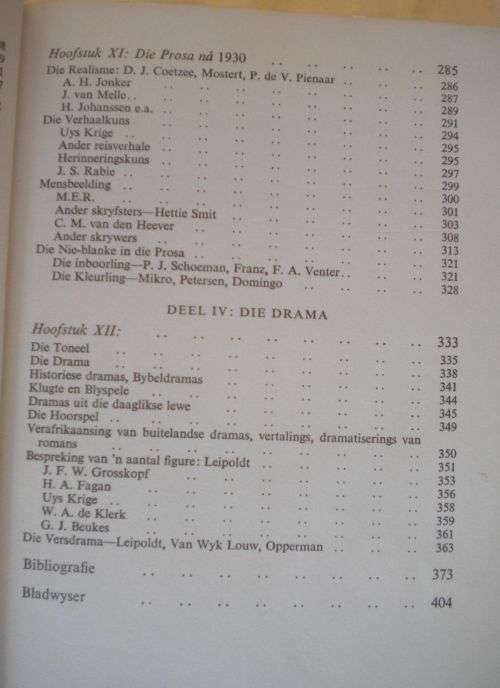 Hoofstuk XI: Die Prosa ná 1930 .. .. .. .. .. 285
Die Realisme: D. J. Coetzee, Mostert, P. de V. Pienaar .. .. .. 286
A. H. Jonker .. .. .. .. .. .. .. 287
J. van Melle.. .. .. .. .. .. .. .. 289
H. Johanssen e.a. .. .. .. .. .. .. .. 291
Die Verhaalkuns .. .. .. .. .. .. .. 294
Uys Krige .. .. .. .. .. .. .. .. 295
Ander reisverhale .. .. .. .. .. .. .. 295
Herinneringskuns .. .. .. .. .. .. .. 297
J. S. Rabie .. .. .. .. .. .. .. .. 299
Mensbeelding .. .. .. .. .. .. .. 300
M.E.R. .. .. .. .. .. .. .. .. 301
Ander skryfsters—Hettie Smit .. .. .. .. .. 303
C. M. van den Heever .. .. .. .. .. .. 308
Ander skrywers .. .. .. .. .. .. .. 313
Die Nie-blanke in die Prosa .. .. .. .. .. .. 321
Die inboorling—P. J. Schoeman, Franz, F. A. Venter.. .. .. 321
Die Kleurling—Mikro, Petersen, Domingo .. .. .. .. 328
DEEL IV: DIE DRAMA
Hoofstuk XII: .. .. .. .. .. .. .. 333
Die Toneel .. .. .. .. .. .. .. .. 335
Die Drama .. .. .. .. .. .. .. .. 338
Historiese dramas, Bybeldramas .. .. .. .. .. .. 341
Klugte en Blyspele .. .. .. .. .. .. .. 344
Dramas uit die daaglikse lewe .. .. .. .. .. .. 345
Die Hoorspel .. .. .. .. .. .. .. .. 349
Verafrikaansing van buitelandse dramas, vertalings, dramatiserings van
romans .. .. .. .. .. .. .. .. 350
Bespreking van 'n aantal figure: Leipoldt .. .. .. .. .. 351
J. F. W. Grosskopf .. .. .. .. .. .. 353
H. A. Fagan .. .. .. .. .. .. .. 356
Uys Krige .. .. .. .. .. .. .. .. 358
W. A. de Klerk .. .. .. .. .. .. .. 359
G. J. Beukes .. .. .. .. .. .. .. 361
Die Versdrama—Leipoldt, Van Wyk Louw, Opperman .. .. .. 363
Bibliografie .. .. .. .. .. .. .. 373
Bladwyser .. .. .. .. .. .. .. 404